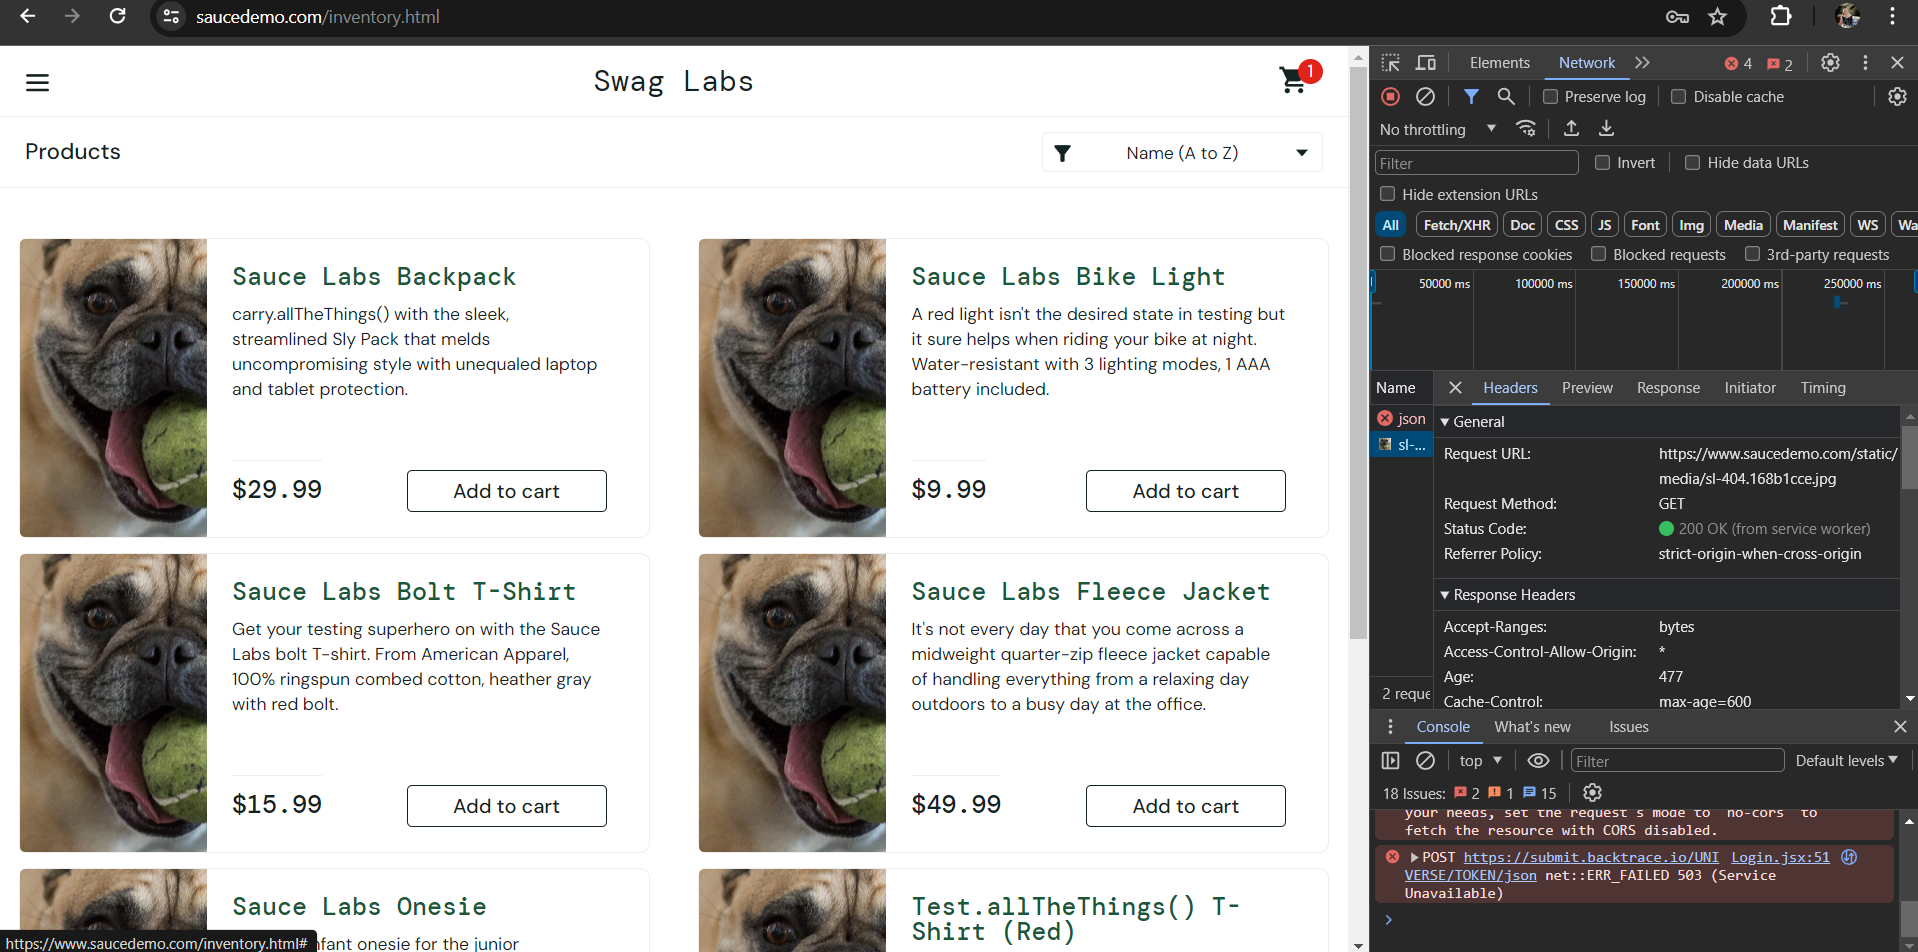 saucedemo.com/inventory.html
Swag Labs
1
Products
Name (A to Z)
Sauce Labs Backpack
carry.allTheThings() with the sleek,
streamlined Sly Pack that melds
uncompromising style with unequaled laptop
and tablet protection.
$29.99
Add to cart
Sauce Labs Bike Light
A red light isn't the desired state in testing but
it sure helps when riding your bike at night.
Water-resistant with 3 lighting modes, 1 AAA
battery included.
$9.99
Add to cart
Sauce Labs Bolt T-Shirt
Get your testing superhero on with the Sauce
Labs bolt T-shirt. From American Apparel,
100% ringspun combed cotton, heather gray
with red bolt.
$15.99
Add to cart
Sauce Labs Fleece Jacket
It's not every day that you come across a
midweight quarter-zip fleece jacket capable
of handling everything from a relaxing day
outdoors to a busy day at the office.
$49.99
Add to cart
Sauce Labs Onesie
nfant onesie for the junior
Test.allTheThings() T-
Shirt (Red)
https://www.saucedemo.com/inventory.html#
Elements Network 4 2
Preserve log Disable cache
No throttling
Filter Invert Hide data URLs
Hide extension URLs
All Fetch/XHR Doc CSS JS Font Img Media Manifest WS Wa
Blocked response cookies Blocked requests 3rd-party requests
50000 ms 100000 ms 150000 ms 200000 ms 250000 ms
Name Headers Preview Response Initiator Timing
json
sl-...
2 reque
General
Request URL: https://www.saucedemo.com/static/
media/sl-404.168b1cce.jpg
Request Method: GET
Status Code: 200 OK (from service worker)
Referrer Policy: strict-origin-when-cross-origin
Response Headers
Accept-Ranges: bytes
Access-Control-Allow-Origin: *
Age: 477
Cache-Control: max-age=600
Console What's new Issues
top Filter Default levels
18 Issues: 2 1 15
your needs, set the request's mode to 'no-cors' to
fetch the resource with CORS disabled.
POST https://submit.backtrace.io/UNI Login.jsx:51
VERSE/TOKEN/json net::ERR_FAILED 503 (Service
Unavailable)